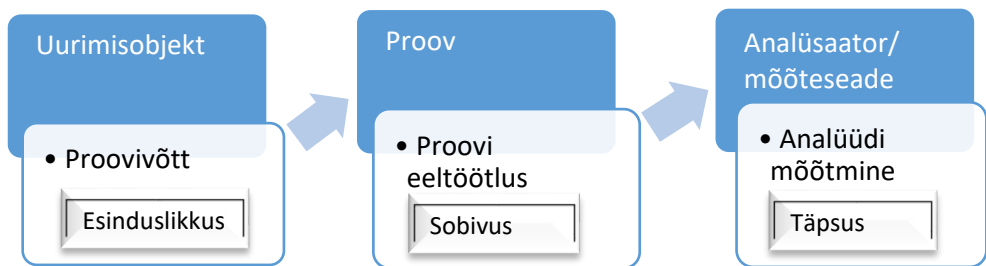 Uurimisobjekt
• Proovivõtt
Esinduslikkus
Proov
• Proovi
eeltöötlus
Sobivus
Analüsaator/
mõõteseade
• Analüüdi
mõõtmine
Täpsus